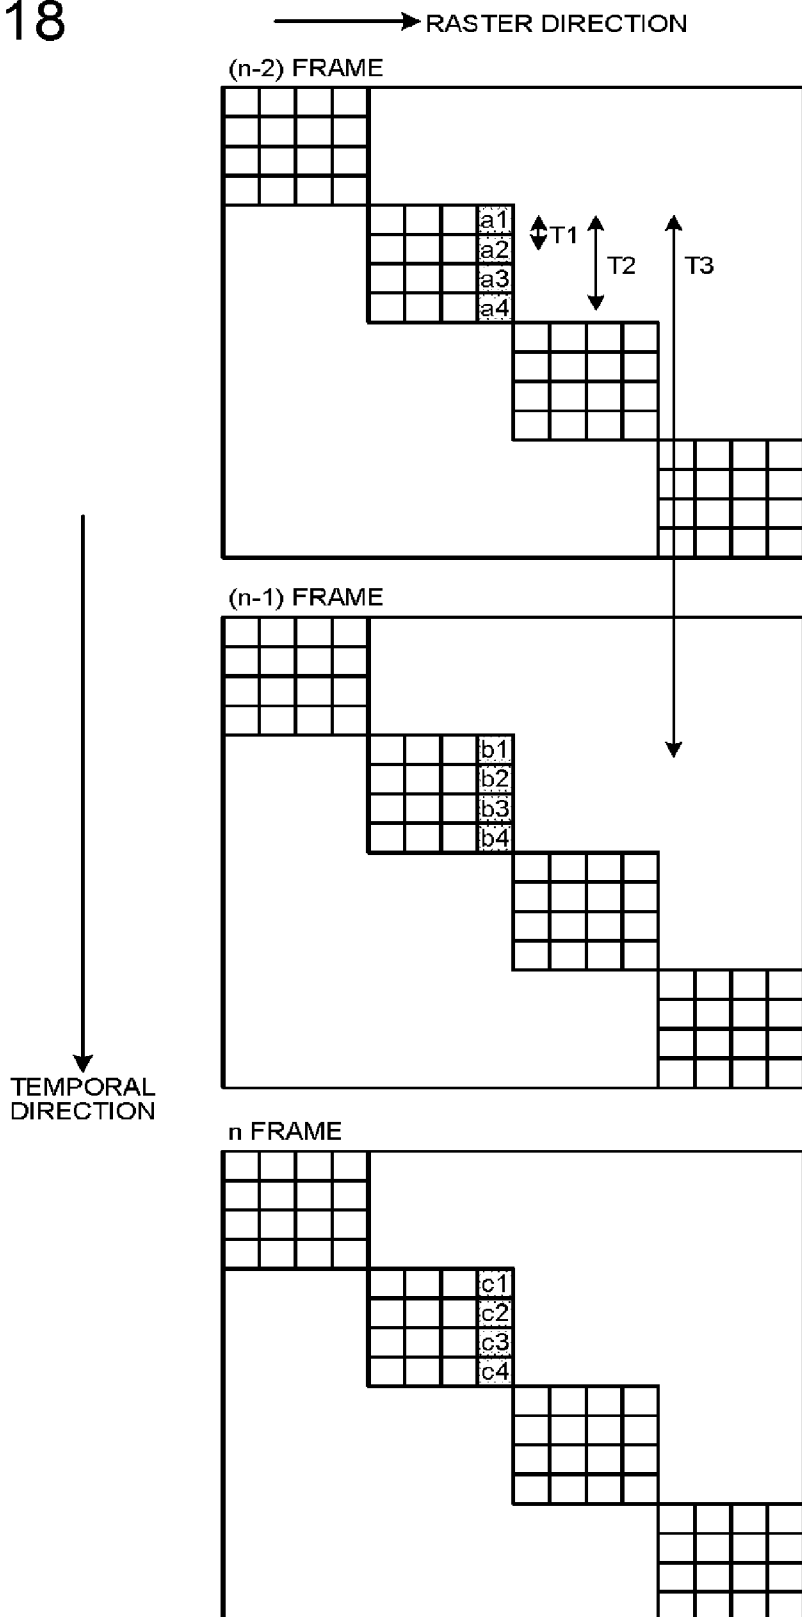 18
RASTER DIRECTION
(n-2) FRAME
a1
a2
a3
a4
T1
T2
T3
(n-1) FRAME
b1
b2
b3
b4
TEMPORAL
DIRECTION
n FRAME
c1
c2
c3
c4